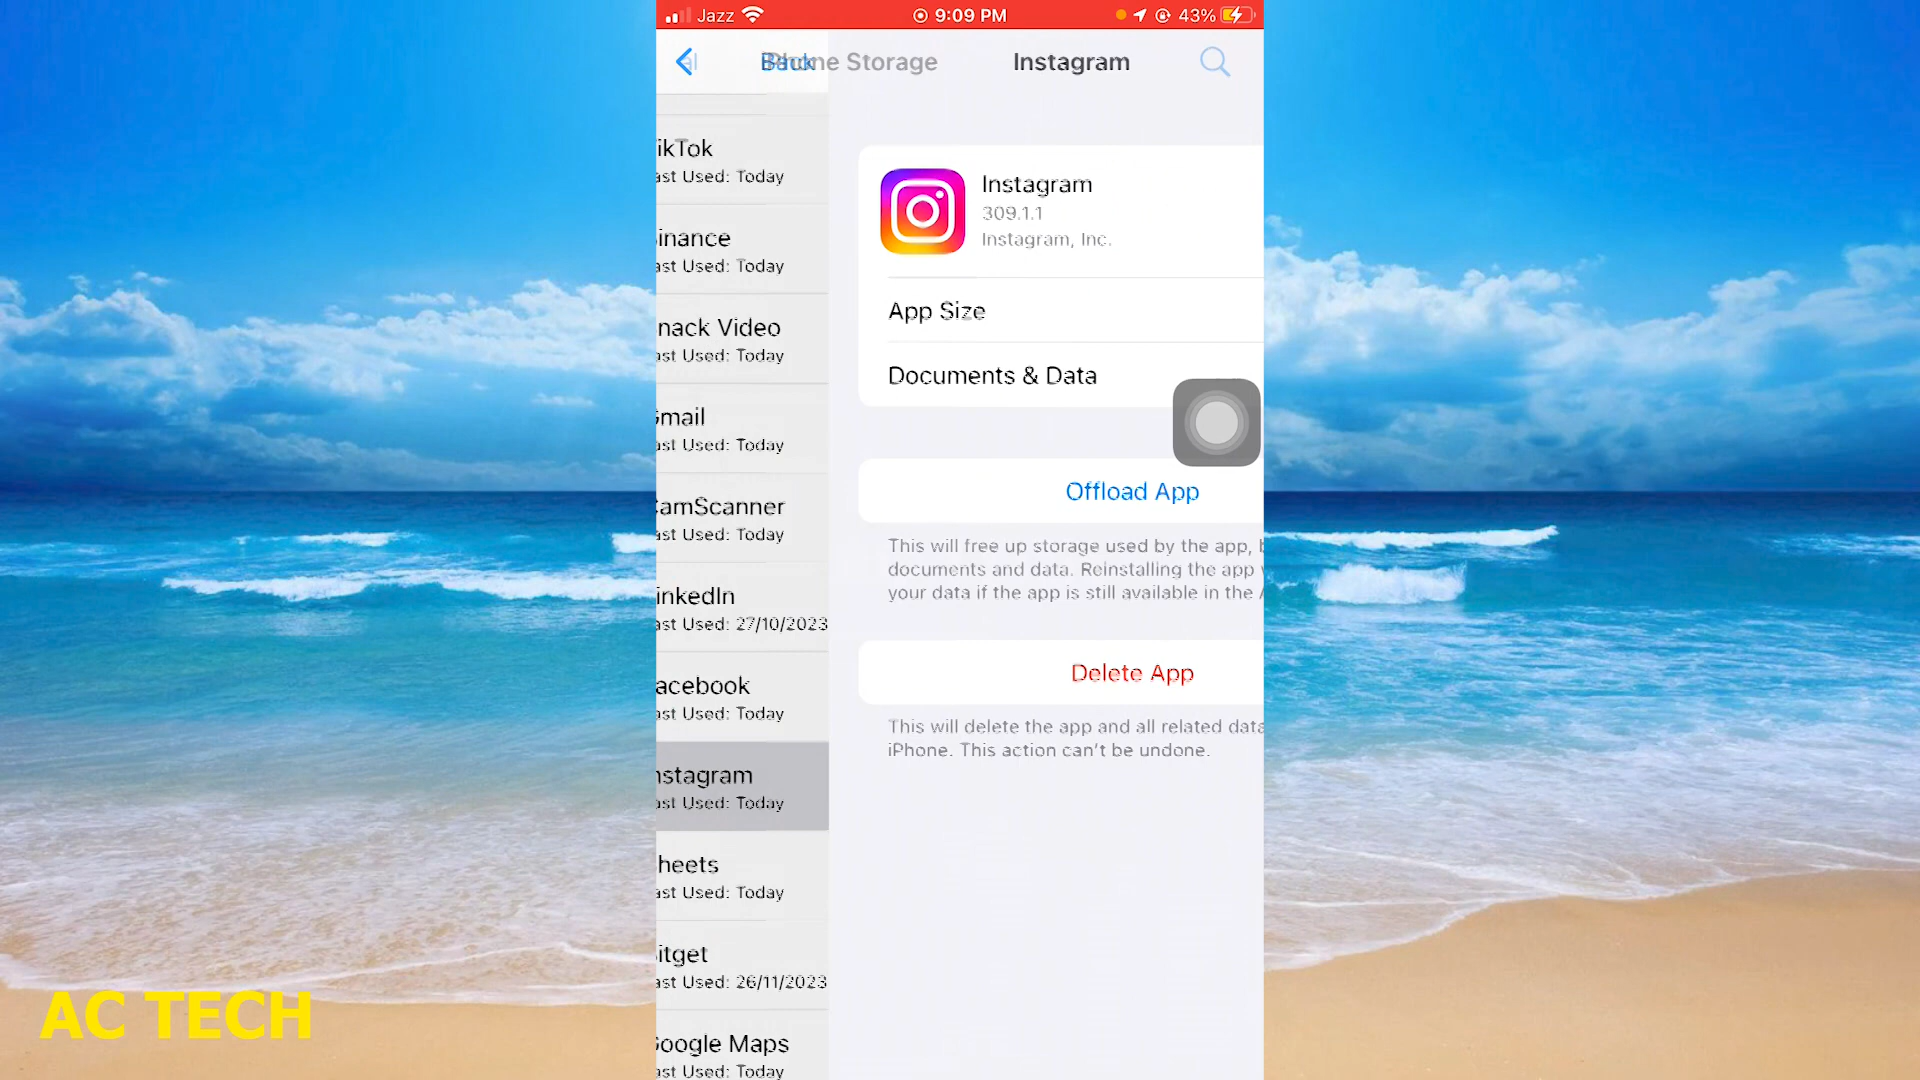 Jazz 9:09 PM 43%
Back Phone Storage Instagram
ikTok
ast Used: Today
inance
ast Used: Today
nack Video
ast Used: Today
Gmail
ast Used: Today
CamScanner
ast Used: Today
inkedIn
ast Used: 27/10/2023
acebook
ast Used: Today
nstagram
ast Used: Today
heets
ast Used: Today
itget
ast Used: 26/11/2023
Google Maps
ast Used: Today
Instagram
309.1.1
Instagram, Inc.
App Size
Documents & Data
Offload App
This will free up storage used by the app,
documents and data. Reinstalling the app
your data if the app is still available in the
Delete App
This will delete the app and all related data
iPhone. This action can't be undone.
AC TECH